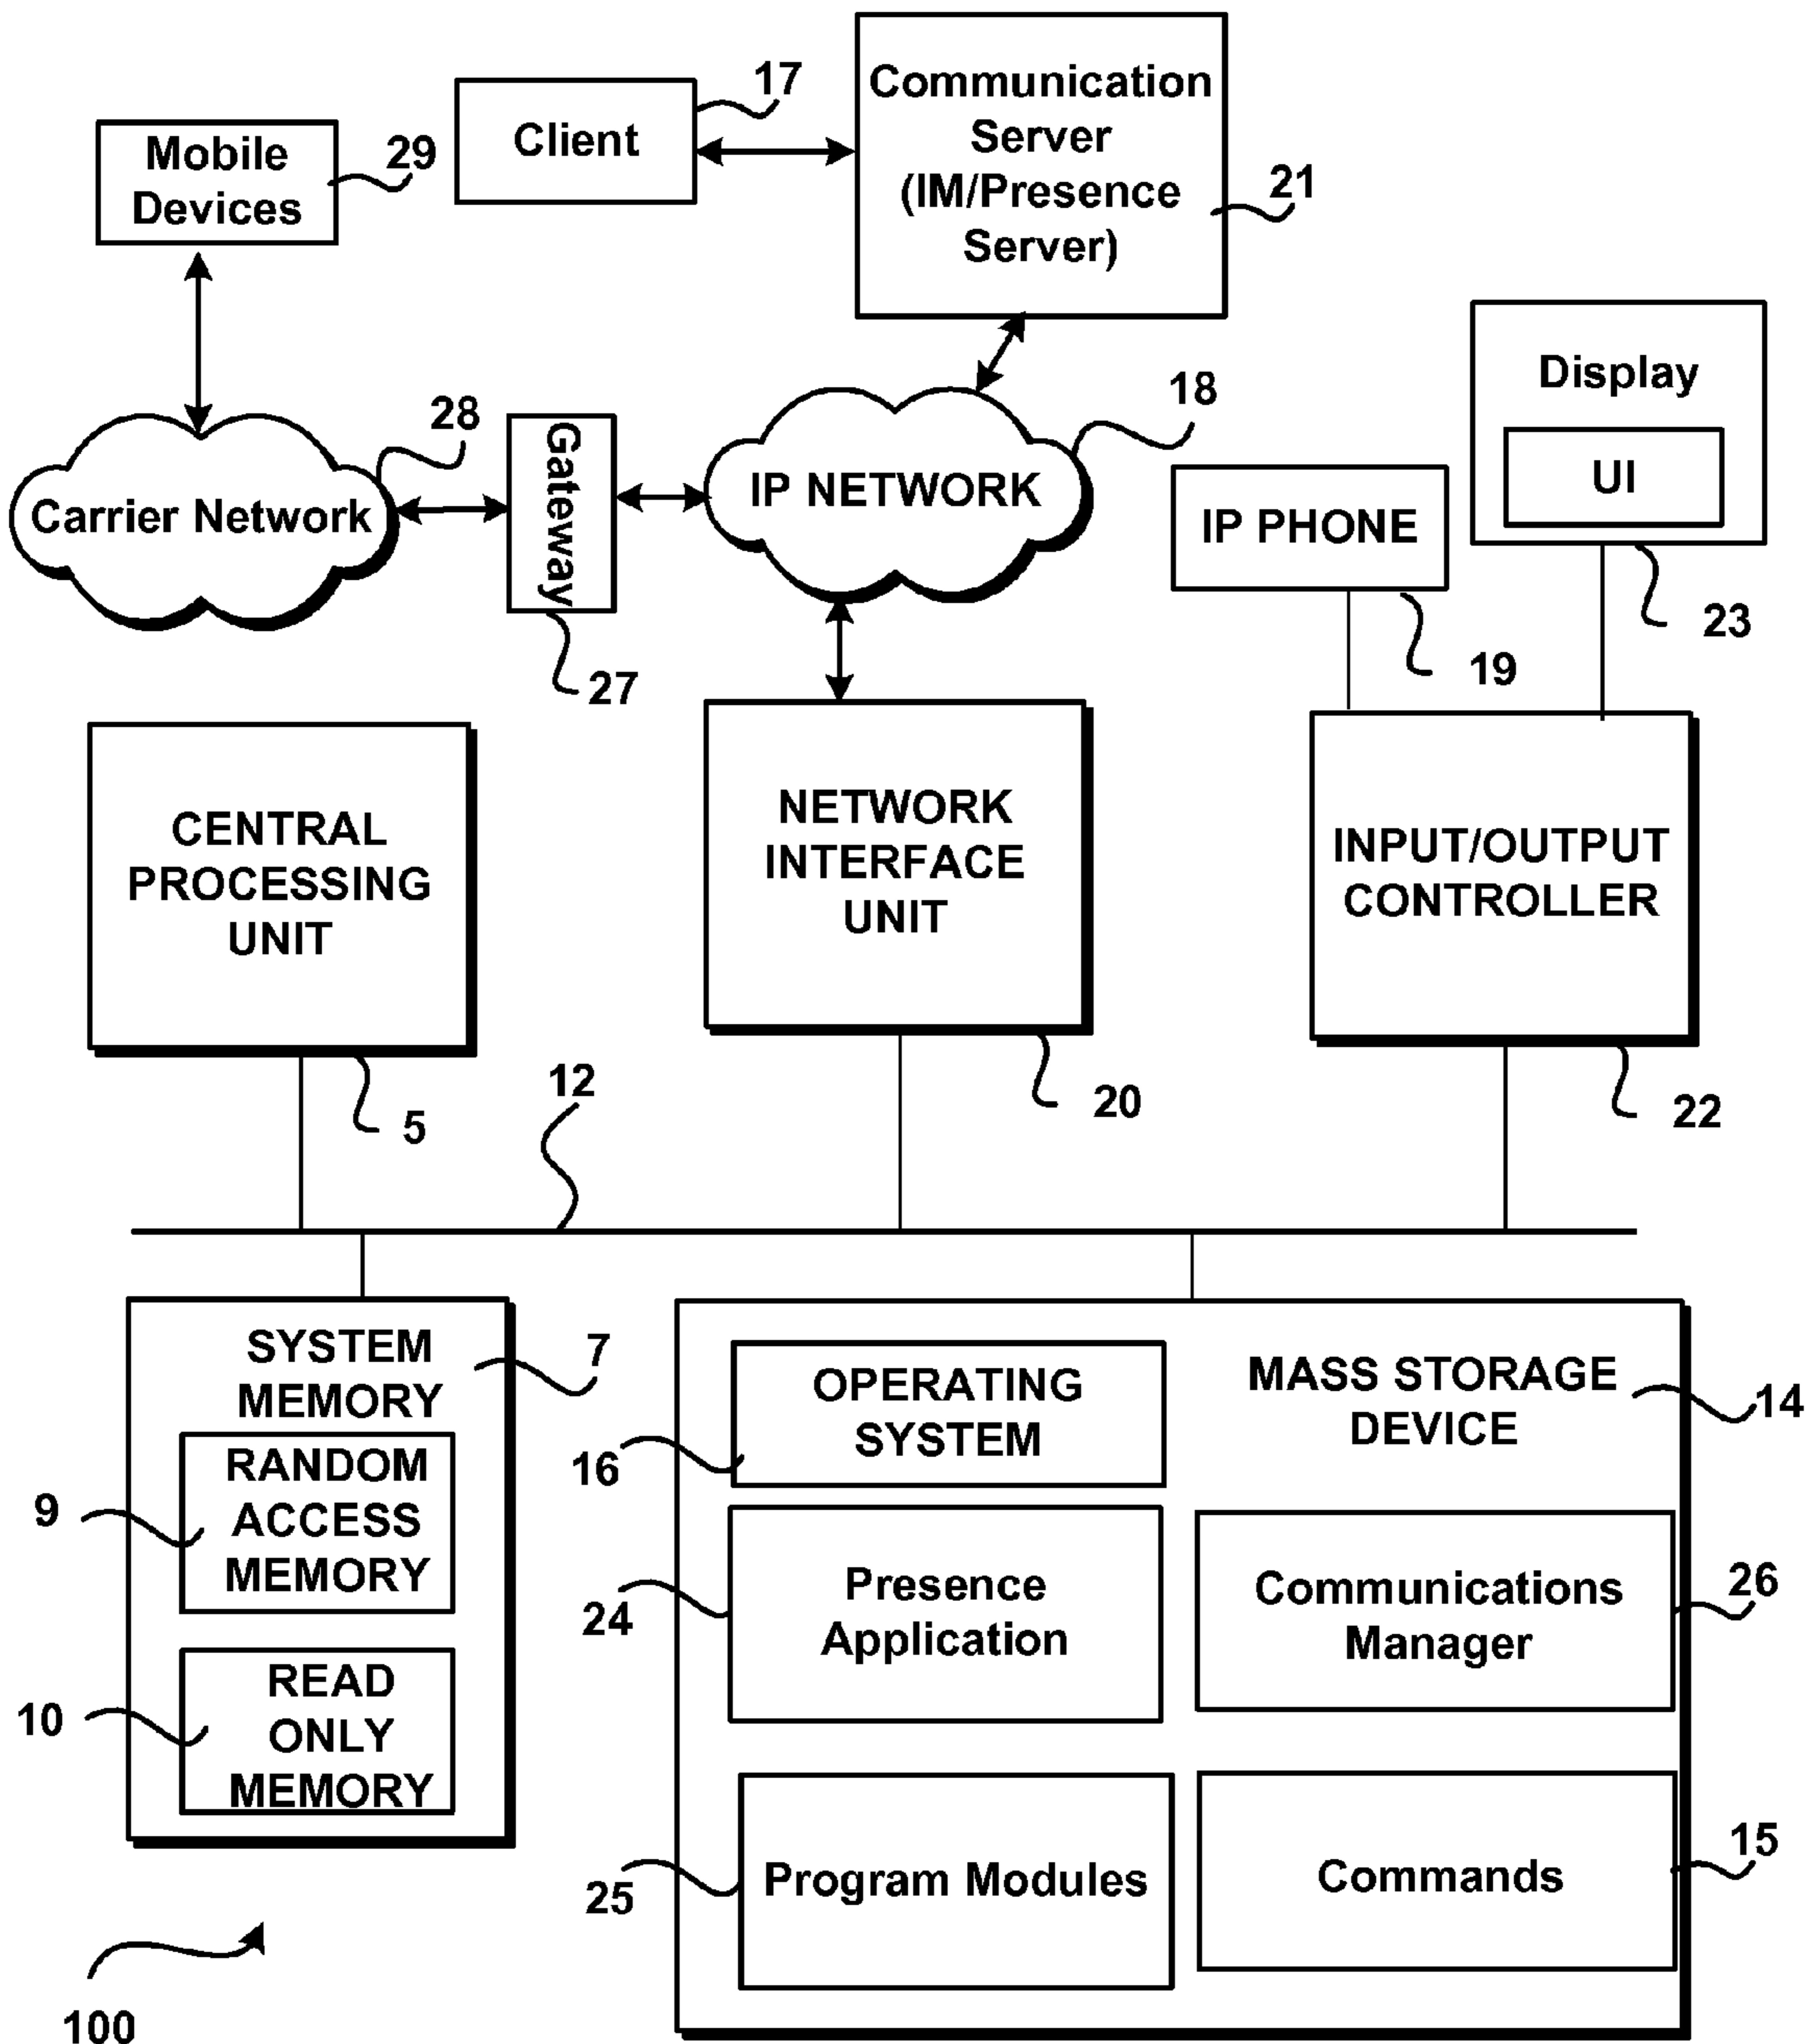 Communication
Server
(IM/Presence
Server)
21
17
Client
Mobile
Devices
29
Display
UI
23
18
IP NETWORK
28
Carrier Network
Gateway
27
IP PHONE
19
CENTRAL
PROCESSING
UNIT
5
NETWORK
INTERFACE
UNIT
20
INPUT/OUTPUT
CONTROLLER
22
12
SYSTEM
MEMORY
7
RANDOM
ACCESS
MEMORY
9
READ
ONLY
MEMORY
10
MASS STORAGE
DEVICE
14
OPERATING
SYSTEM
16
Presence
Application
24
Communications
Manager
26
Program Modules
25
Commands
15
100